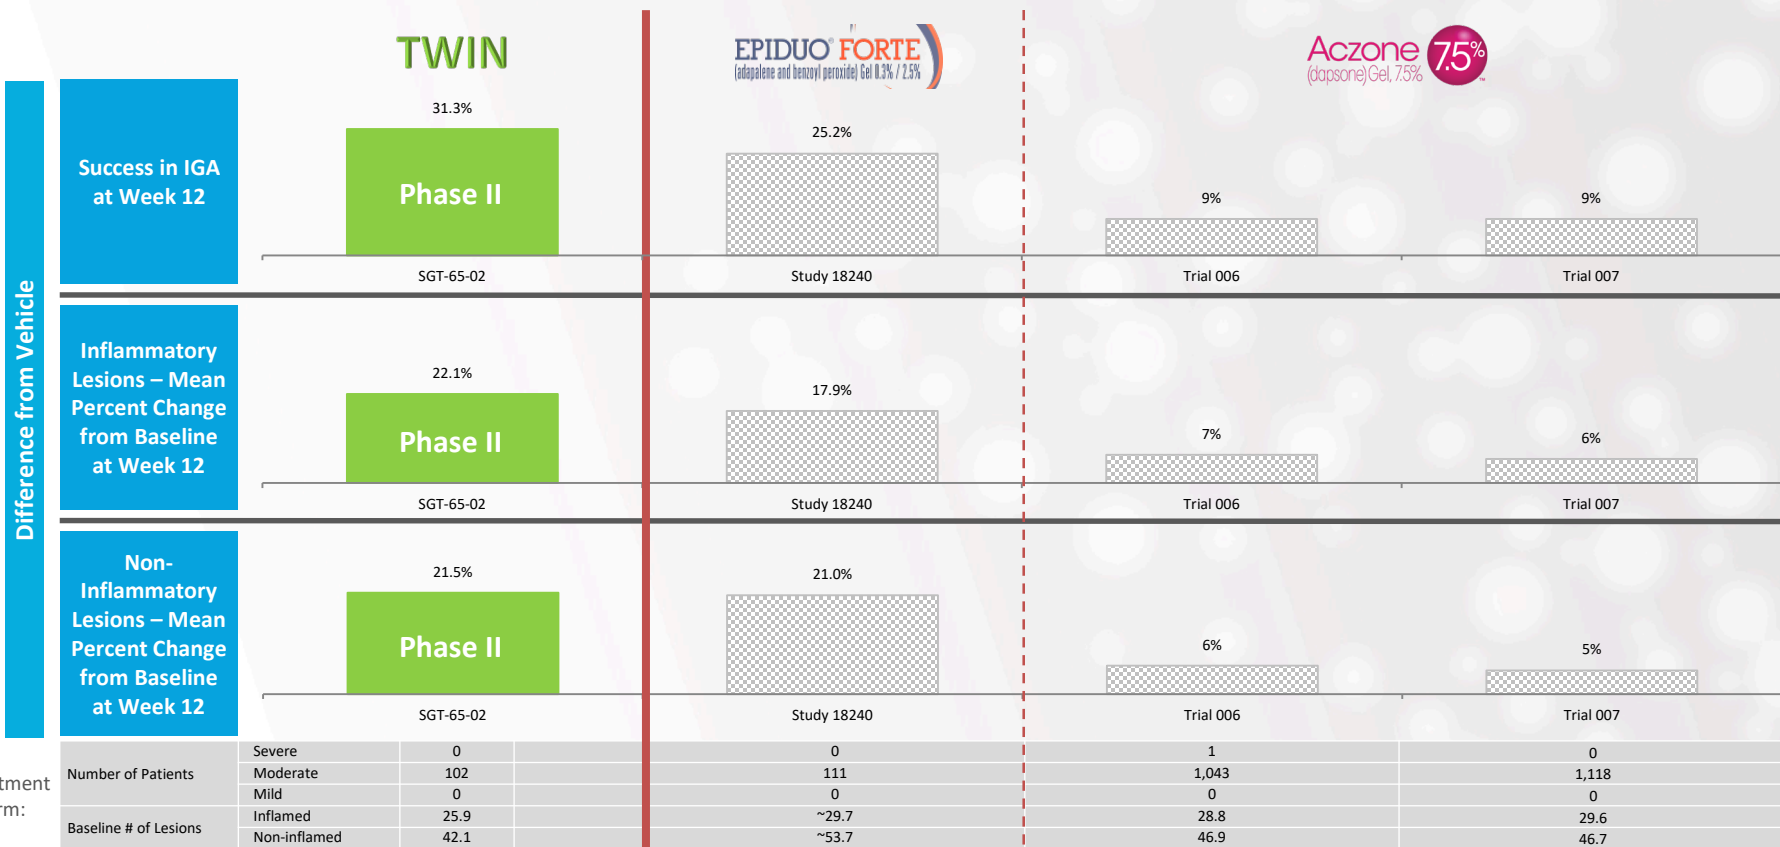 TWIN
EPIDUO® FORTE
(adapalene and benzoyl peroxide) Gel 0.3% / 2.5%
Aczone 7.5%
(dapsone) Gel, 7.5%
Difference from Vehicle
Success in IGA
at Week 12
31.3%
25.2%
9%
9%
Phase II
SGT-65-02
Study 18240
Trial 006
Trial 007
Inflammatory
Lesions – Mean
Percent Change
from Baseline
at Week 12
22.1%
17.9%
7%
6%
Phase II
SGT-65-02
Study 18240
Trial 006
Trial 007
Non-
Inflammatory
Lesions – Mean
Percent Change
from Baseline
at Week 12
21.5%
21.0%
6%
5%
Phase II
SGT-65-02
Study 18240
Trial 006
Trial 007
tment
rm:
Number of Patients
Severe 0 0 1 0
Moderate 102 111 1,043 1,118
Mild 0 0 0 0
Baseline # of Lesions
Inflamed 25.9 ~29.7 28.8 29.6
Non-inflamed 42.1 ~53.7 46.9 46.7